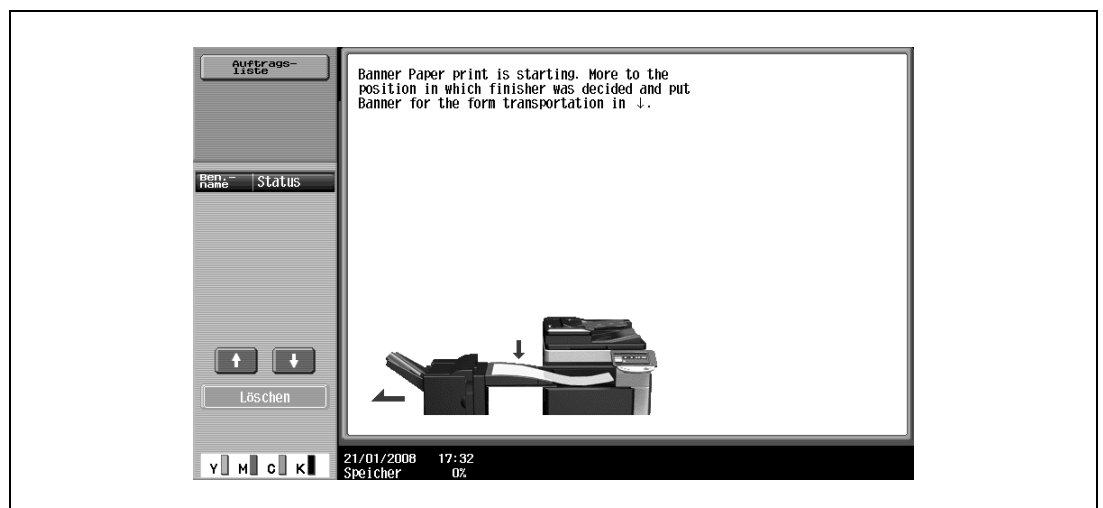 Auftrags-
liste
Banner Paper print is starting. More to the
position in which finisher was decided and put
Banner for the form transportation in ↓.
Ben.-
name
Status
Löschen
Y M C K
21/01/2008 17:32
Speicher 0%